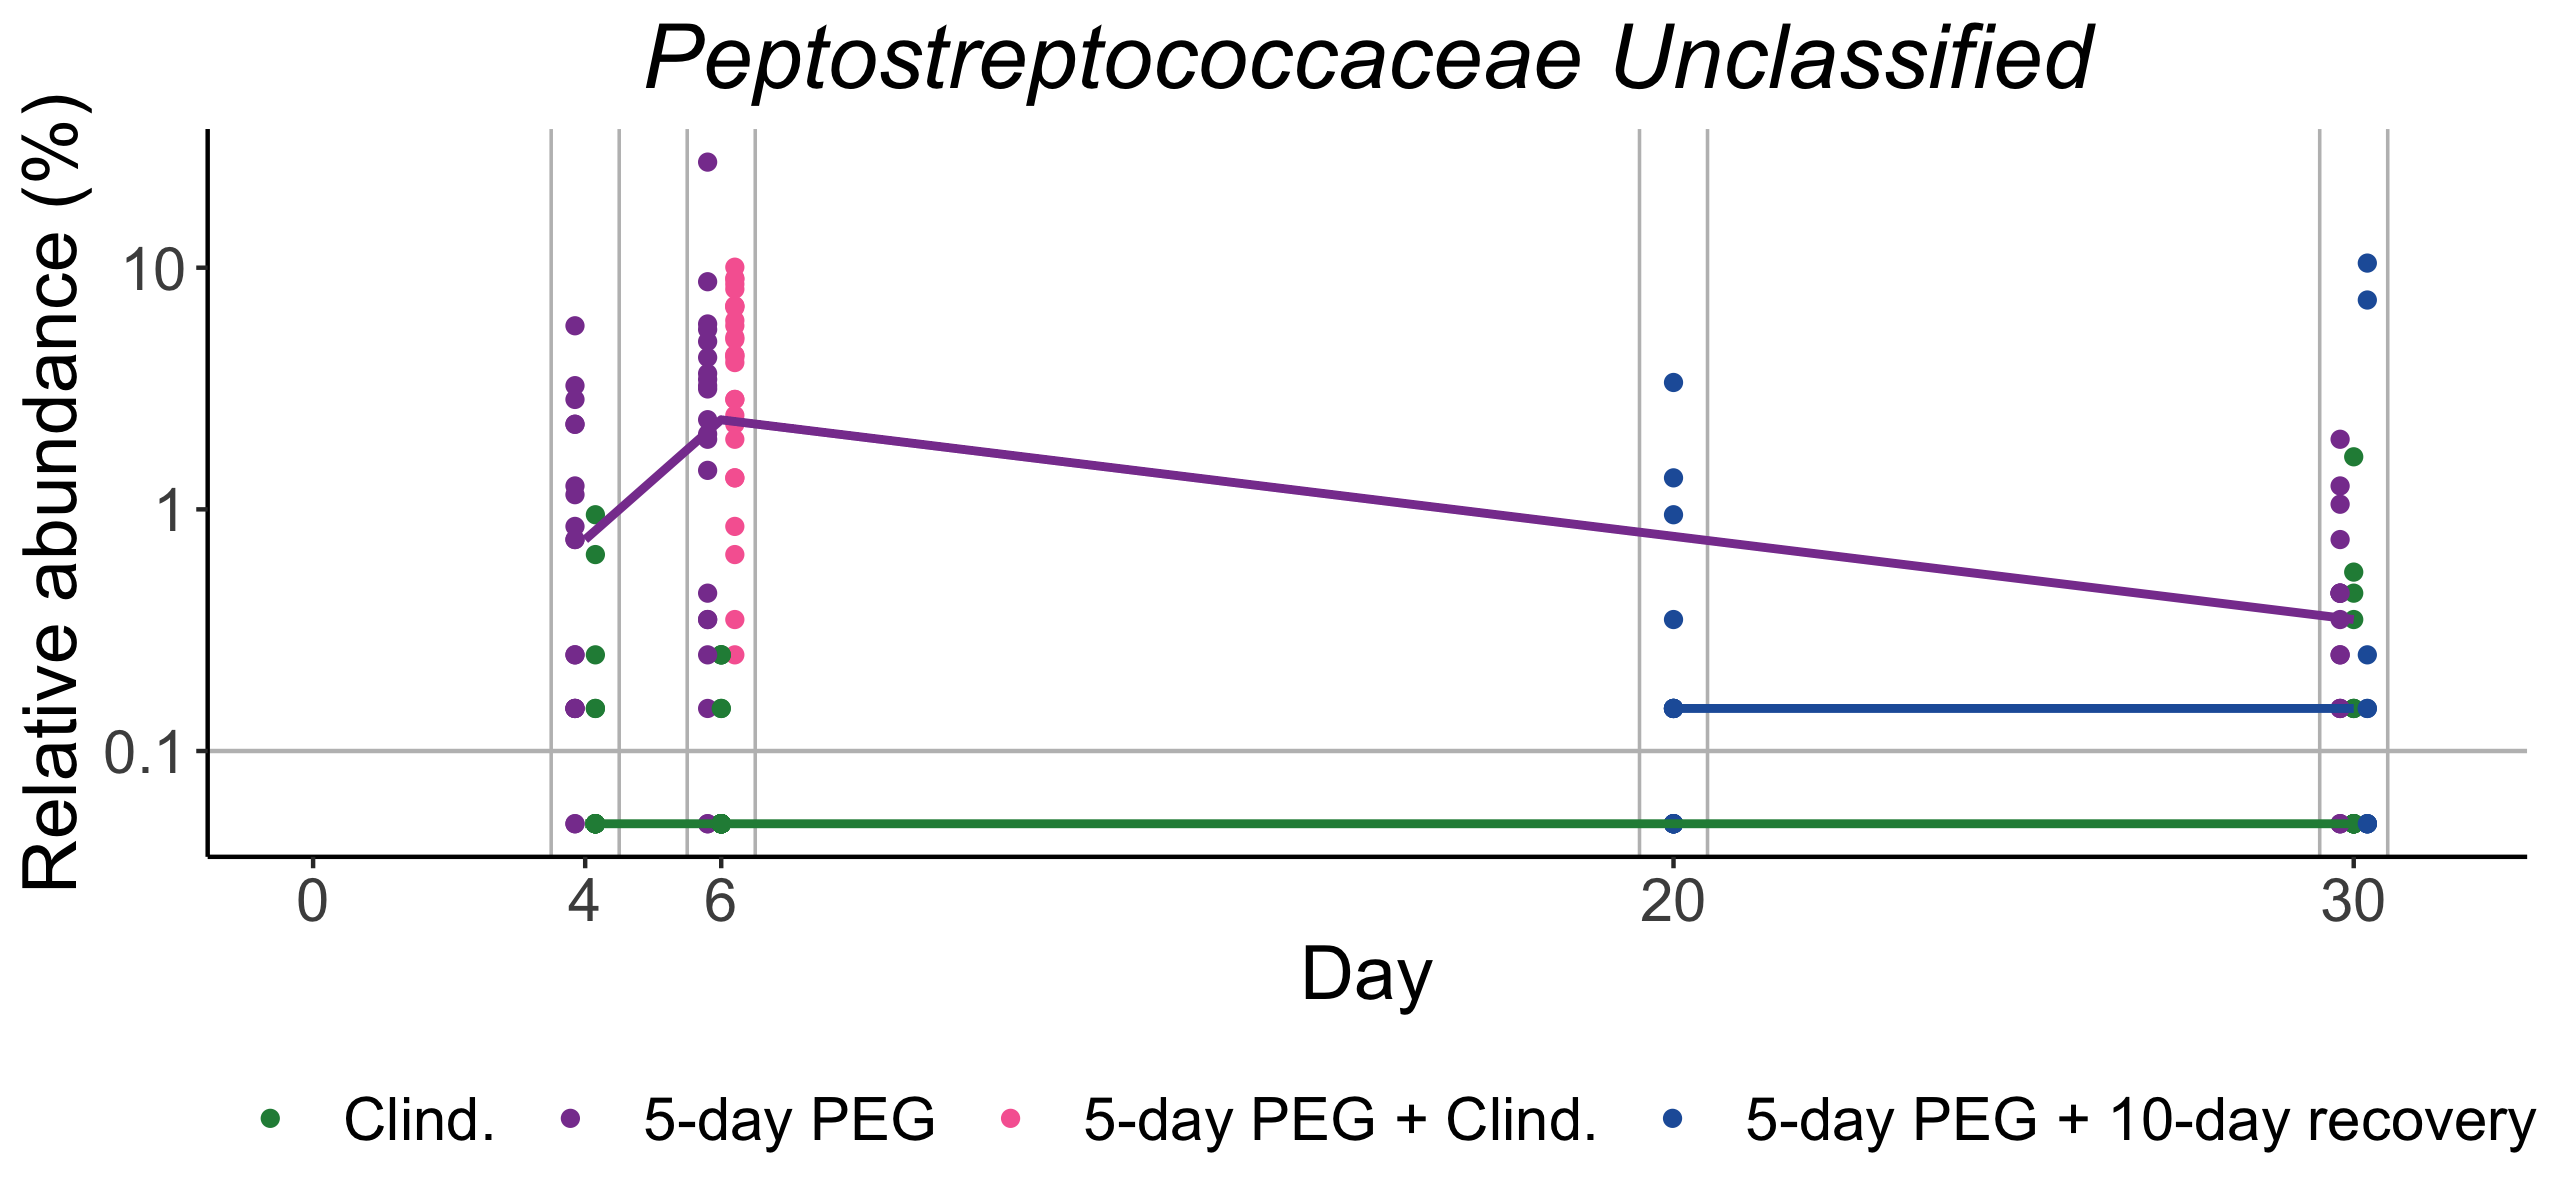 Peptostreptococcaceae Unclassified
Relative abundance (%)
10
1
0.1
0 4 6 20 30
Day
Clind. 5-day PEG 5-day PEG + Clind. 5-day PEG + 10-day recovery